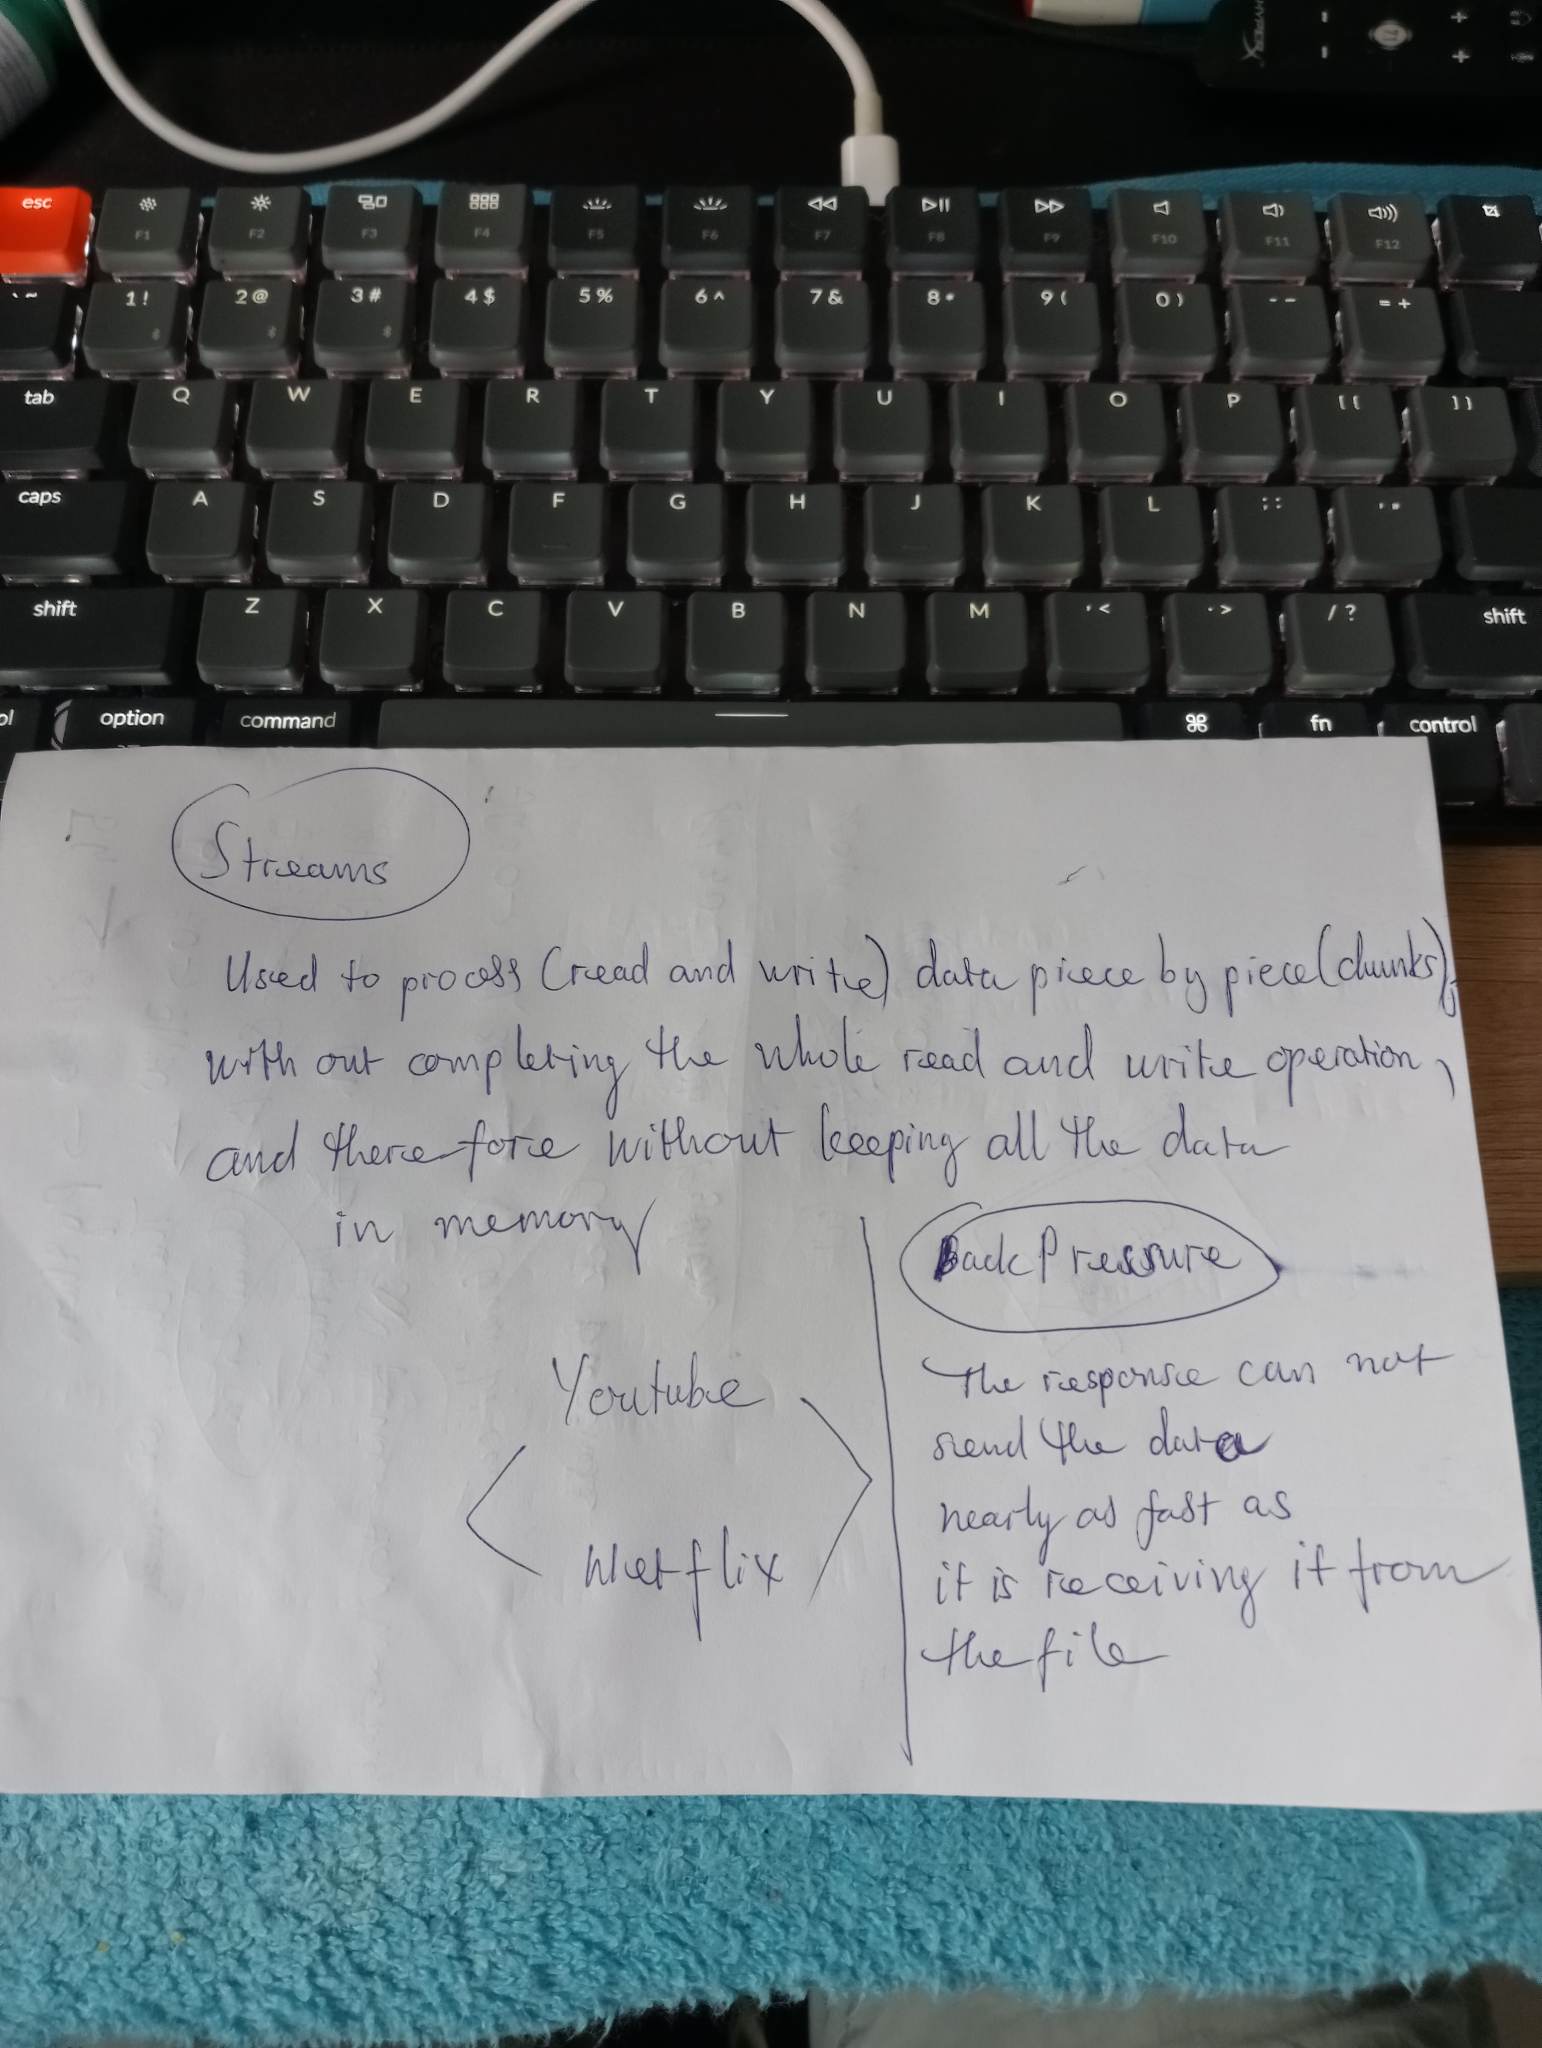 HYPERX
esc
F1 F2 F3 F4 F5 F6 F7 F8 F9 F10 F11 F12
` ~ 1 ! 2 @ 3 # 4 $ 5 % 6 ^ 7 & 8 * 9 ( 0 ) - - = +
tab Q W E R T Y U I O P [ { ] }
caps A S D F G H J K L ; : ' "
shift Z X C V B N M , < . > / ? shift
ol option command ⌘ fn control
Streams
Used to process (read and write) data piece by piece (chunks);
with out completing the whole read and write operation,
and therefore without keeping all the data
in memory
Youtube
Netflix
BackPressure
The response can not
send the data
nearly as fast as
it is receiving it from
the file